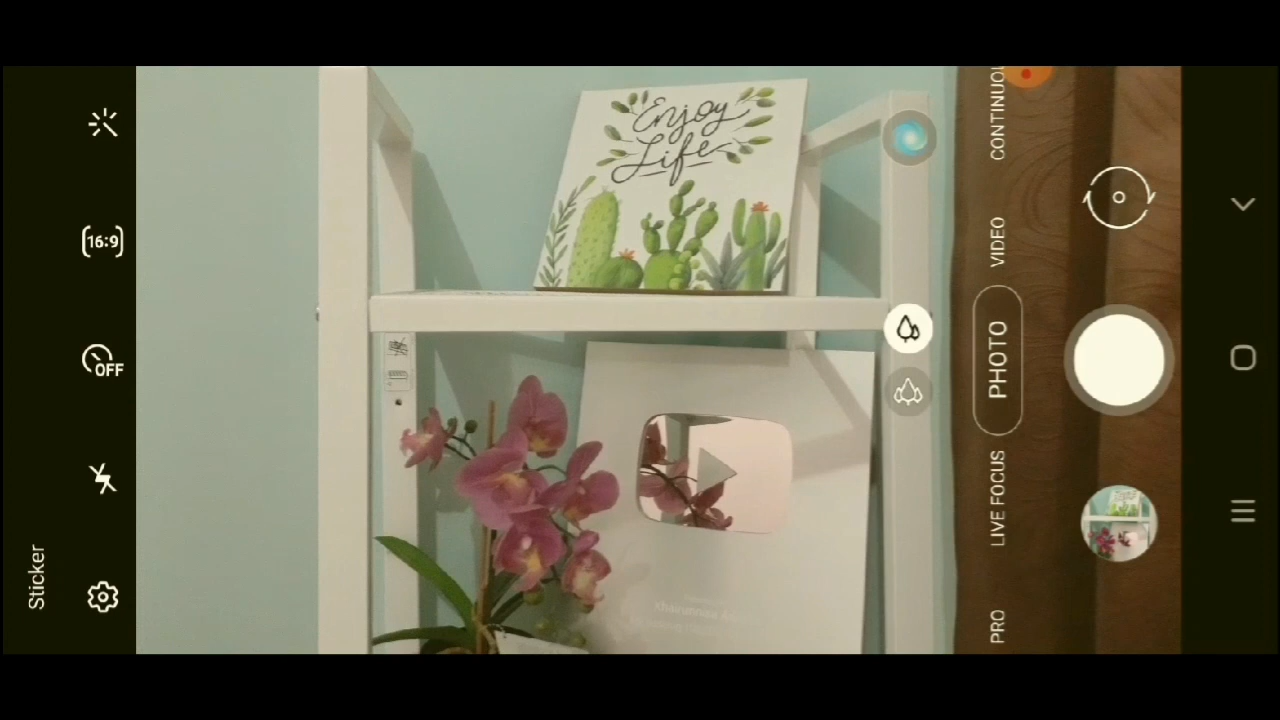 Enjoy
Life
Sticker
16:9
OFF
CONTINUOU
VIDEO
PHOTO
LIVE FOCUS
PRO